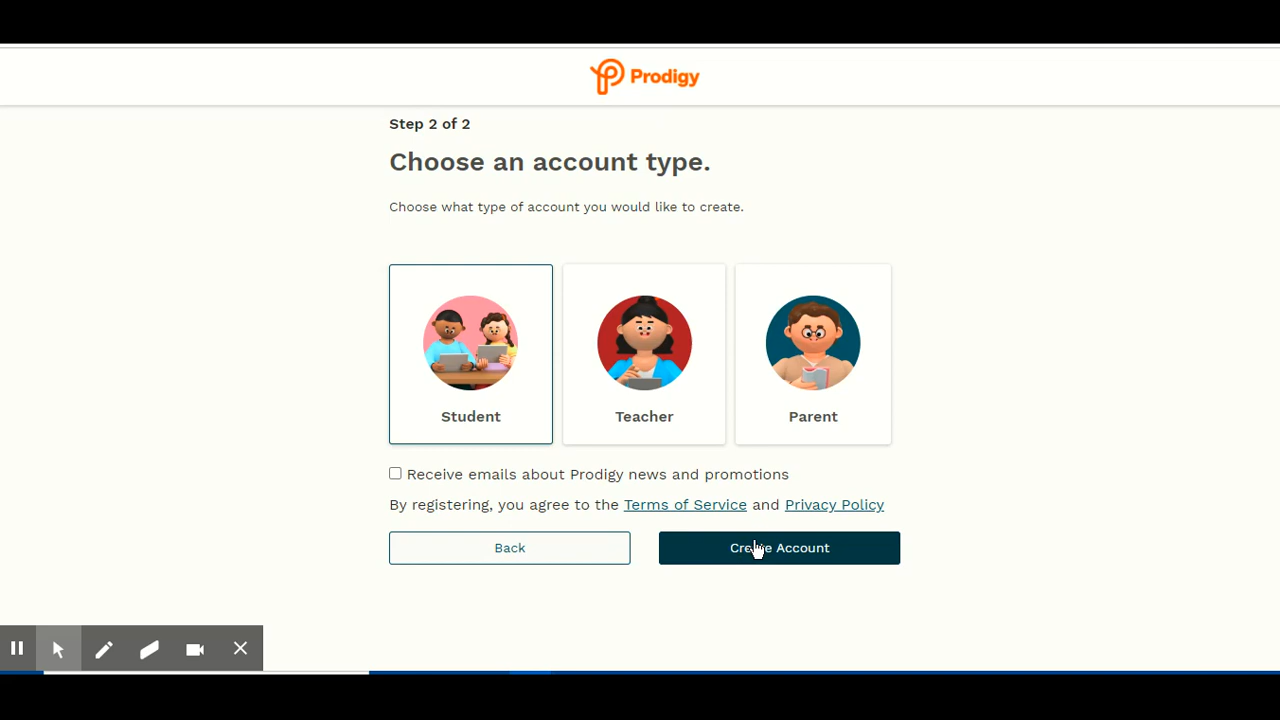 Prodigy
Step 2 of 2
Choose an account type.
Choose what type of account you would like to create.
Student
Teacher
Parent
Receive emails about Prodigy news and promotions
By registering, you agree to the Terms of Service and Privacy Policy
Back
Create Account